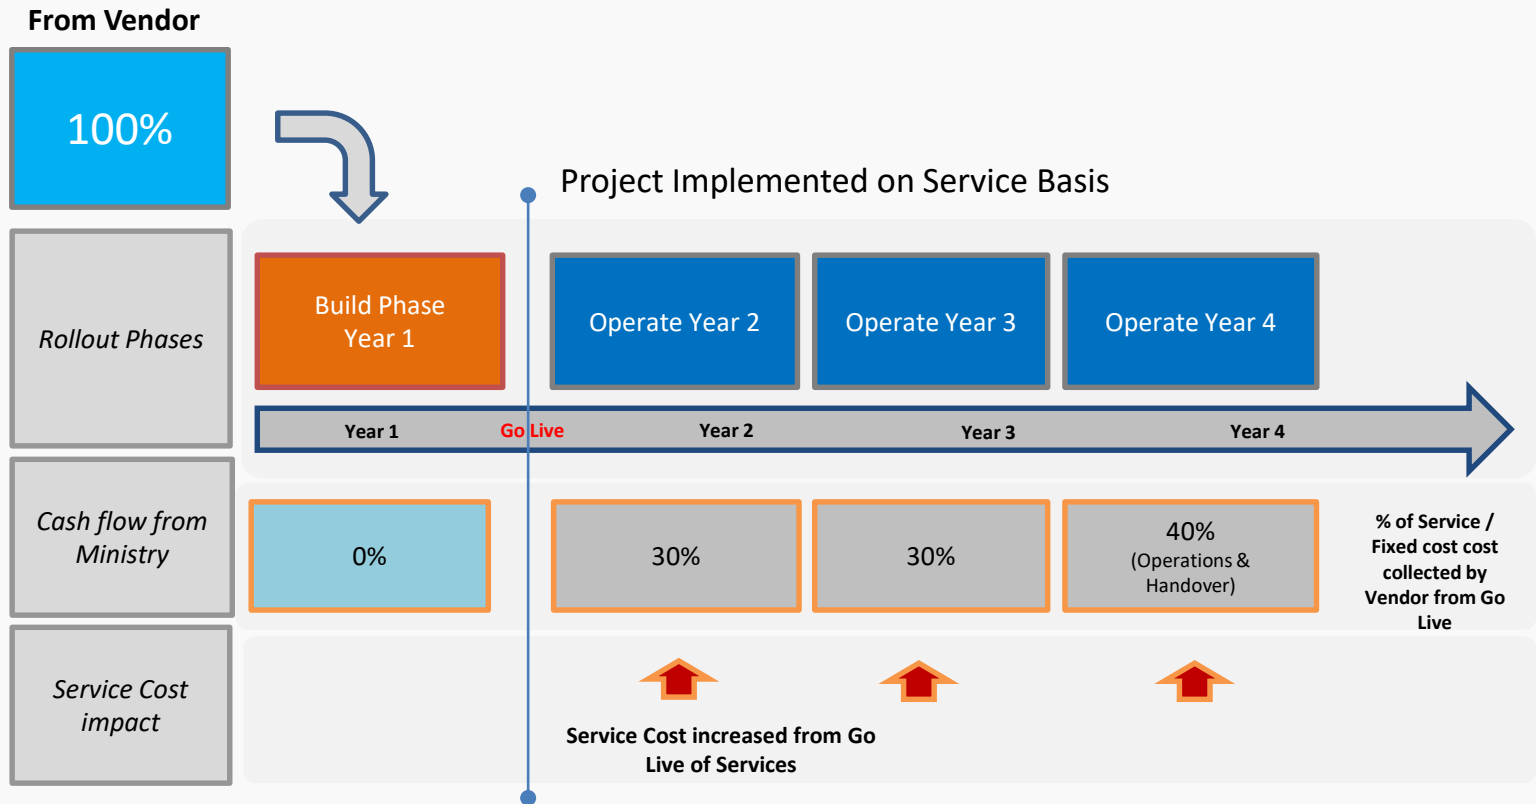 From Vendor
100%
Project Implemented on Service Basis
Rollout Phases
Build Phase
Year 1
Operate Year 2
Operate Year 3
Operate Year 4
Year 1
Go Live
Year 2
Year 3
Year 4
Cash flow from
Ministry
0%
30%
30%
40%
(Operations &
Handover)
% of Service /
Fixed cost cost
collected by
Vendor from Go
Live
Service Cost
impact
Service Cost increased from Go
Live of Services